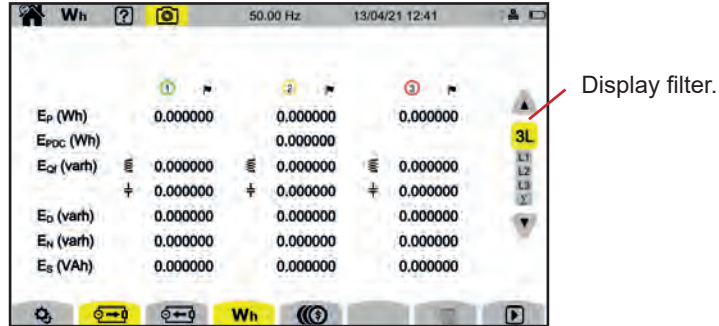 Wh ? 50.00 Hz 13/04/21 12:41
1 2 3
EP (Wh) 0.000000 0.000000 0.000000
EPDC (Wh) 0.000000
EQf (varh) 0.000000 0.000000 0.000000
0.000000 0.000000 0.000000
ED (varh) 0.000000 0.000000 0.000000
EN (varh) 0.000000 0.000000 0.000000
ES (VAh) 0.000000 0.000000 0.000000
3L
L1
L2
L3
Σ
Display filter.
Wh $